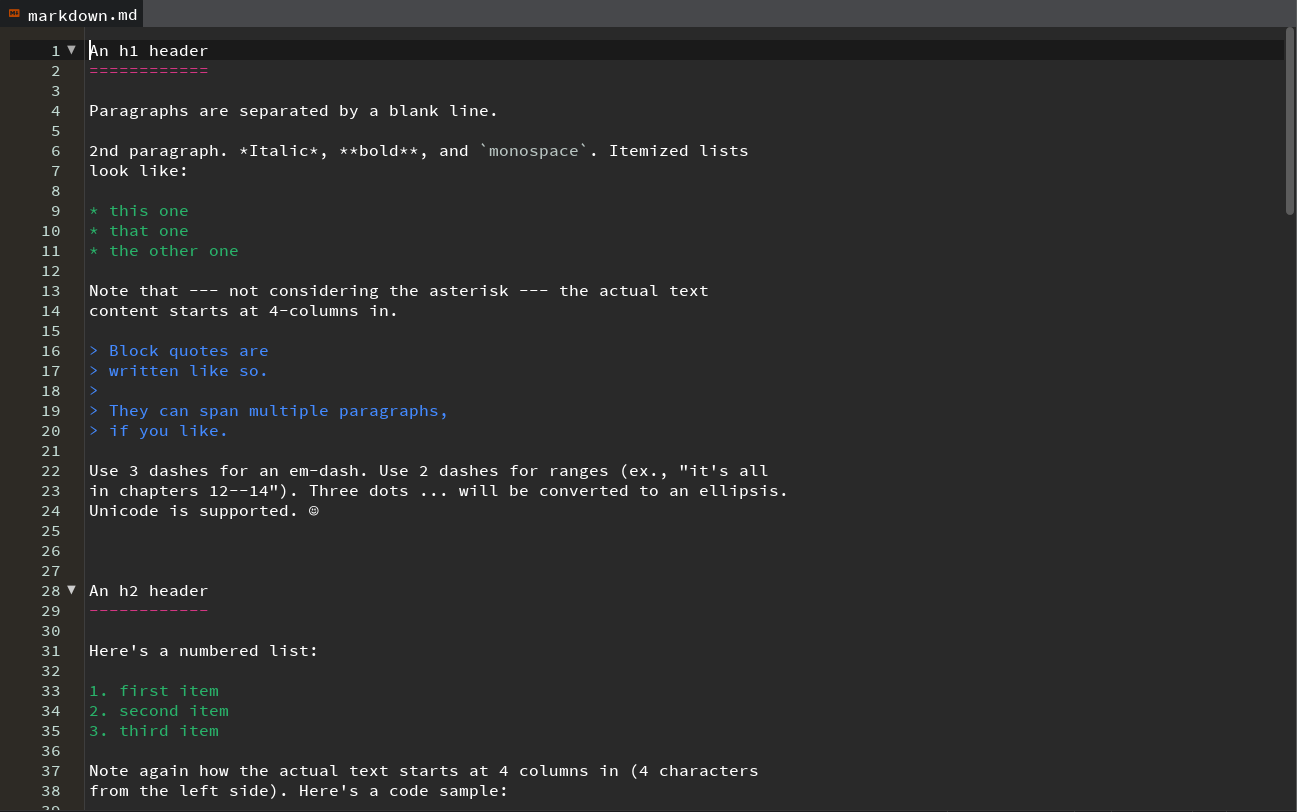 markdown.md
1 ▼ An h1 header
2 ============
3
4 Paragraphs are separated by a blank line.
5
6 2nd paragraph. *Italic*, **bold**, and `monospace`. Itemized lists
7 look like:
8
9 * this one
10 * that one
11 * the other one
12
13 Note that --- not considering the asterisk --- the actual text
14 content starts at 4-columns in.
15
16 > Block quotes are
17 > written like so.
18 >
19 > They can span multiple paragraphs,
20 > if you like.
21
22 Use 3 dashes for an em-dash. Use 2 dashes for ranges (ex., "it's all
23 in chapters 12--14"). Three dots ... will be converted to an ellipsis.
24 Unicode is supported. ☺
25
26
27
28 ▼ An h2 header
29 ------------
30
31 Here's a numbered list:
32
33 1. first item
34 2. second item
35 3. third item
36
37 Note again how the actual text starts at 4 columns in (4 characters
38 from the left side). Here's a code sample:
39